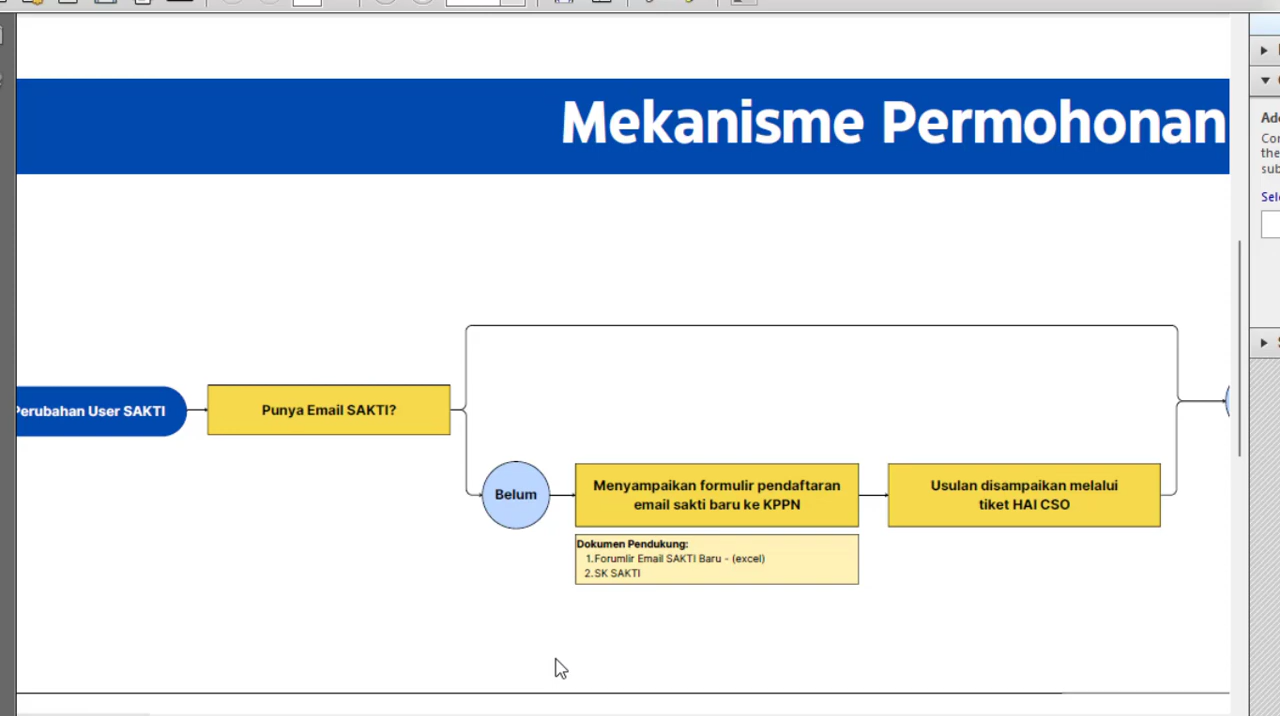 Mekanisme Permohonan
Perubahan User SAKTI
Punya Email SAKTI?
Belum
Menyampaikan formulir pendaftaran
email sakti baru ke KPPN
Usulan disampaikan melalui
tiket HAI CSO
Dokumen Pendukung:
1.Forumlir Email SAKTI Baru - (excel)
2.SK SAKTI